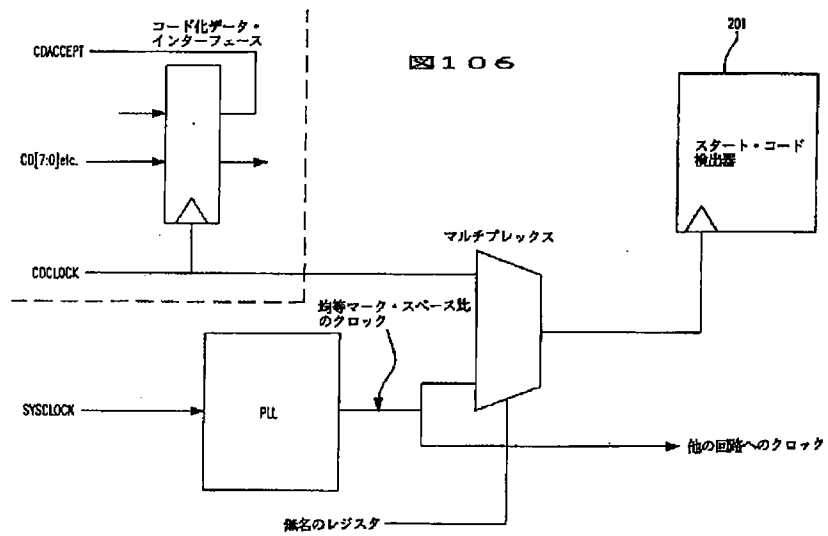 コード化データ・
インターフェース
CDACCEPT
図106
201
CD[7:0]etc.
スタート・コード
検出器
マルチプレックス
CDCLOCK
均等マーク・スペース比
のクロック
SYSCLOCK
PLL
他の回路へのクロック
無名のレジスタ